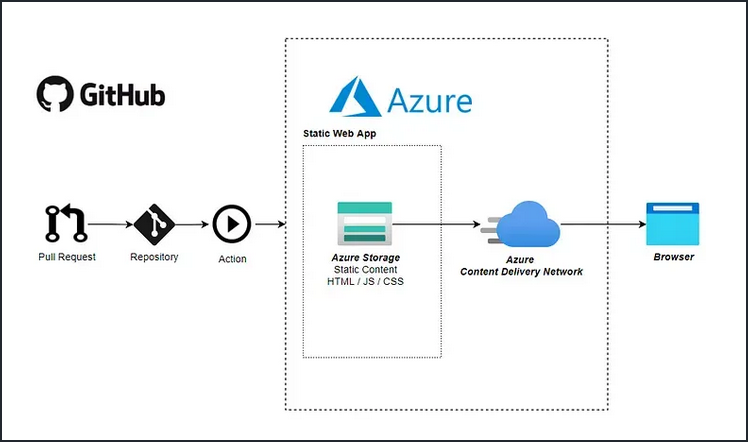 GitHub
Azure
Static Web App
Pull Request
Repository
Action
Azure Storage
Static Content
HTML / JS / CSS
Azure
Content Delivery Network
Browser